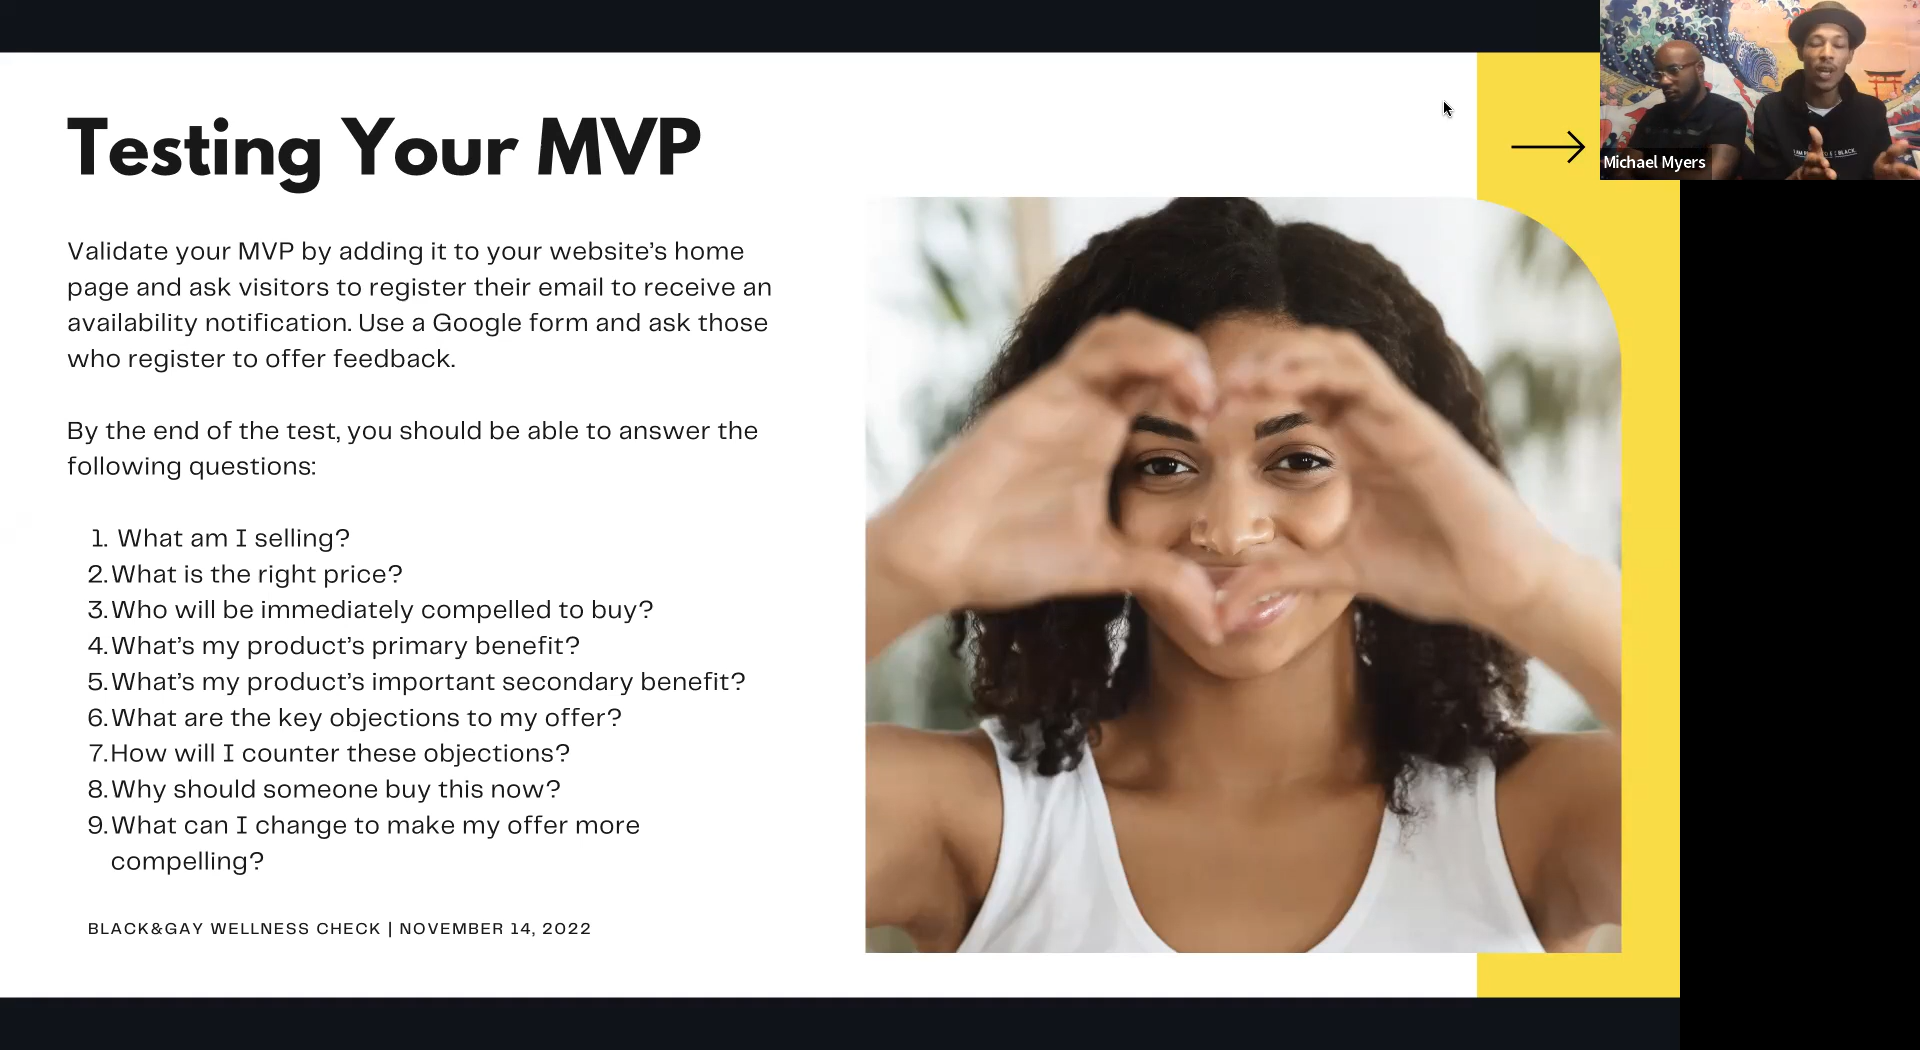 Testing Your MVP
Validate your MVP by adding it to your website’s home
page and ask visitors to register their email to receive an
availability notification. Use a Google form and ask those
who register to offer feedback.
By the end of the test, you should be able to answer the
following questions:
1. What am I selling?
2. What is the right price?
3. Who will be immediately compelled to buy?
4. What’s my product’s primary benefit?
5. What’s my product’s important secondary benefit?
6. What are the key objections to my offer?
7. How will I counter these objections?
8. Why should someone buy this now?
9. What can I change to make my offer more
compelling?
BLACK&GAY WELLNESS CHECK | NOVEMBER 14, 2022
Michael Myers
BLACK.